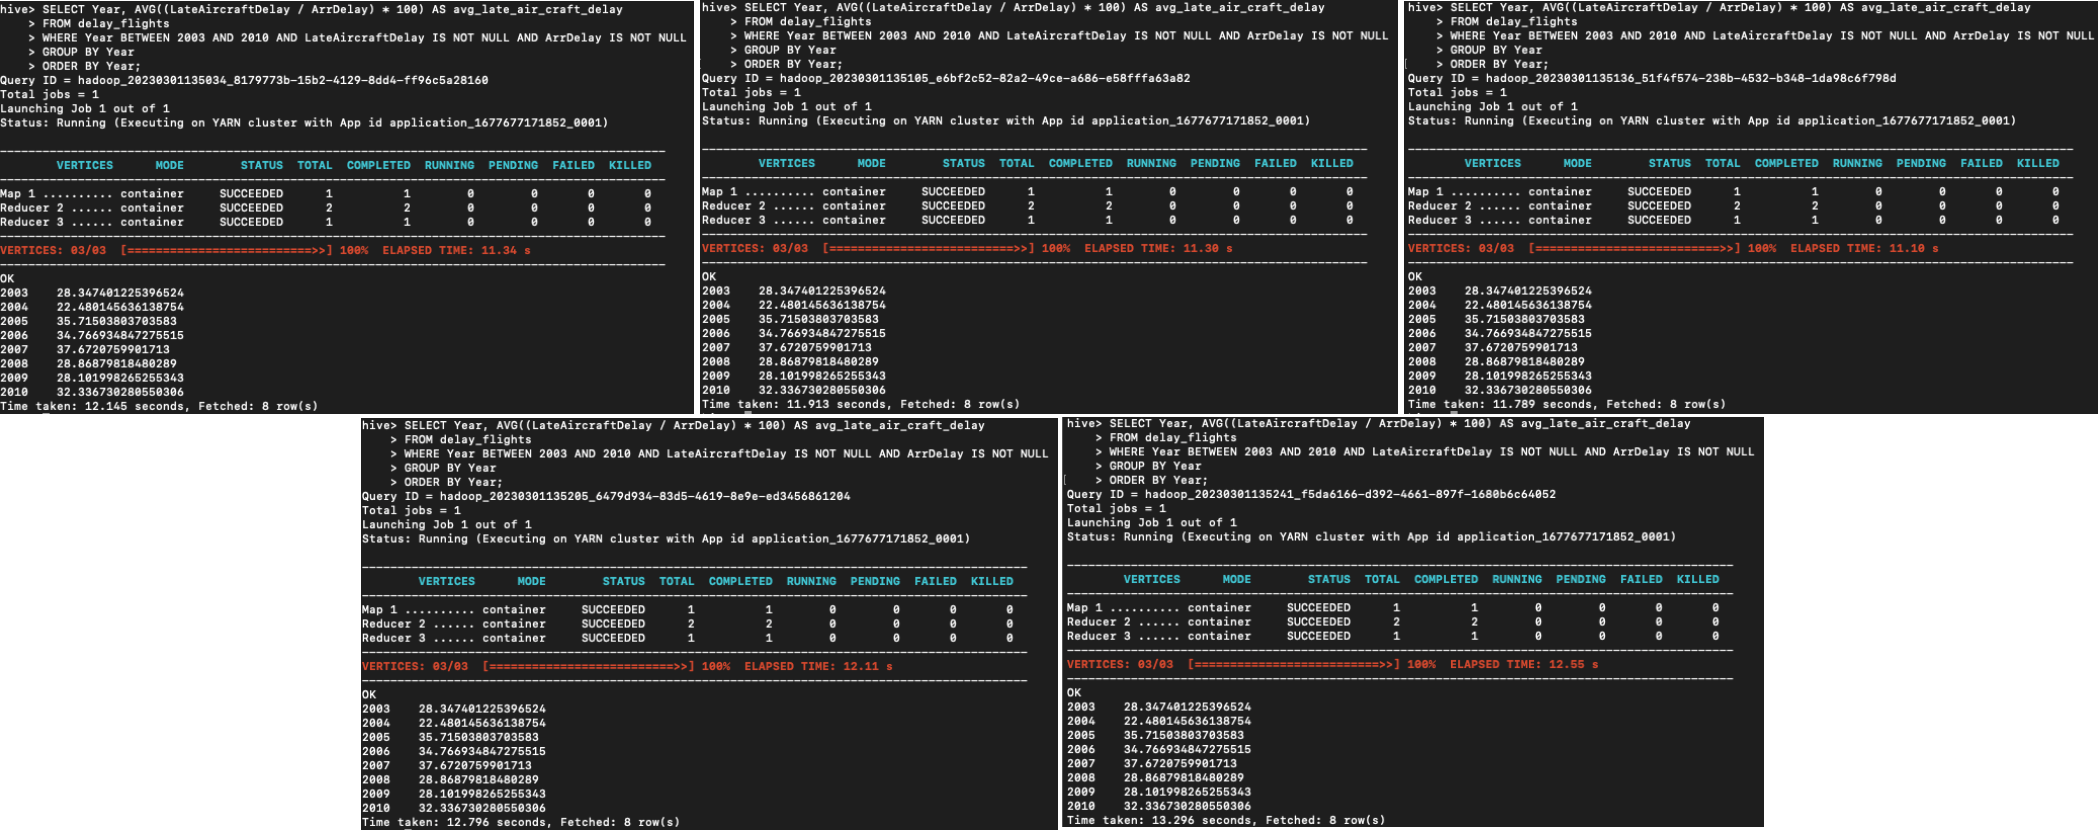 hive> SELECT Year, AVG((LateAircraftDelay / ArrDelay) * 100) AS avg_late_air_craft_delay
    > FROM delay_flights
    > WHERE Year BETWEEN 2003 AND 2010 AND LateAircraftDelay IS NOT NULL AND ArrDelay IS NOT NULL
    > GROUP BY Year
    > ORDER BY Year;
Query ID = hadoop_20230301135034_8179773b-15b2-4129-8dd4-ff96c5a28160
Total jobs = 1
Launching Job 1 out of 1
Status: Running (Executing on YARN cluster with App id application_1677677171852_0001)
----------------------------------------------------------------------------------------------
VERTICES MODE STATUS TOTAL COMPLETED RUNNING PENDING FAILED KILLED
----------------------------------------------------------------------------------------------
Map 1 .......... container SUCCEEDED 1 1 0 0 0 0
Reducer 2 ...... container SUCCEEDED 2 2 0 0 0 0
Reducer 3 ...... container SUCCEEDED 1 1 0 0 0 0
----------------------------------------------------------------------------------------------
VERTICES: 03/03 [==========================>>] 100% ELAPSED TIME: 11.34 s
----------------------------------------------------------------------------------------------
OK
2003 28.347401225396524
2004 22.480145636138754
2005 35.71503803703583
2006 34.766934847275515
2007 37.6720759901713
2008 28.86879818480289
2009 28.101998265255343
2010 32.336730280550306
Time taken: 12.145 seconds, Fetched: 8 row(s)
hive> SELECT Year, AVG((LateAircraftDelay / ArrDelay) * 100) AS avg_late_air_craft_delay
    > FROM delay_flights
    > WHERE Year BETWEEN 2003 AND 2010 AND LateAircraftDelay IS NOT NULL AND ArrDelay IS NOT NULL
    > GROUP BY Year
    > ORDER BY Year;
Query ID = hadoop_20230301135105_e6bf2c52-82a2-49ce-a686-e58fffa63a82
Total jobs = 1
Launching Job 1 out of 1
Status: Running (Executing on YARN cluster with App id application_1677677171852_0001)
----------------------------------------------------------------------------------------------
VERTICES MODE STATUS TOTAL COMPLETED RUNNING PENDING FAILED KILLED
----------------------------------------------------------------------------------------------
Map 1 .......... container SUCCEEDED 1 1 0 0 0 0
Reducer 2 ...... container SUCCEEDED 2 2 0 0 0 0
Reducer 3 ...... container SUCCEEDED 1 1 0 0 0 0
----------------------------------------------------------------------------------------------
VERTICES: 03/03 [==========================>>] 100% ELAPSED TIME: 11.30 s
----------------------------------------------------------------------------------------------
OK
2003 28.347401225396524
2004 22.480145636138754
2005 35.71503803703583
2006 34.766934847275515
2007 37.6720759901713
2008 28.86879818480289
2009 28.101998265255343
2010 32.336730280550306
Time taken: 11.913 seconds, Fetched: 8 row(s)
hive> SELECT Year, AVG((LateAircraftDelay / ArrDelay) * 100) AS avg_late_air_craft_delay
    > FROM delay_flights
    > WHERE Year BETWEEN 2003 AND 2010 AND LateAircraftDelay IS NOT NULL AND ArrDelay IS NOT NULL
    > GROUP BY Year
    > ORDER BY Year;
Query ID = hadoop_20230301135136_51f4f574-238b-4532-b348-1da98c6f798d
Total jobs = 1
Launching Job 1 out of 1
Status: Running (Executing on YARN cluster with App id application_1677677171852_0001)
----------------------------------------------------------------------------------------------
VERTICES MODE STATUS TOTAL COMPLETED RUNNING PENDING FAILED KILLED
----------------------------------------------------------------------------------------------
Map 1 .......... container SUCCEEDED 1 1 0 0 0 0
Reducer 2 ...... container SUCCEEDED 2 2 0 0 0 0
Reducer 3 ...... container SUCCEEDED 1 1 0 0 0 0
----------------------------------------------------------------------------------------------
VERTICES: 03/03 [==========================>>] 100% ELAPSED TIME: 11.10 s
----------------------------------------------------------------------------------------------
OK
2003 28.347401225396524
2004 22.480145636138754
2005 35.71503803703583
2006 34.766934847275515
2007 37.6720759901713
2008 28.86879818480289
2009 28.101998265255343
2010 32.336730280550306
Time taken: 11.789 seconds, Fetched: 8 row(s)
hive> SELECT Year, AVG((LateAircraftDelay / ArrDelay) * 100) AS avg_late_air_craft_delay
    > FROM delay_flights
    > WHERE Year BETWEEN 2003 AND 2010 AND LateAircraftDelay IS NOT NULL AND ArrDelay IS NOT NULL
    > GROUP BY Year
    > ORDER BY Year;
Query ID = hadoop_20230301135205_6479d934-83d5-4619-8e9e-ed3456861204
Total jobs = 1
Launching Job 1 out of 1
Status: Running (Executing on YARN cluster with App id application_1677677171852_0001)
----------------------------------------------------------------------------------------------
VERTICES MODE STATUS TOTAL COMPLETED RUNNING PENDING FAILED KILLED
----------------------------------------------------------------------------------------------
Map 1 .......... container SUCCEEDED 1 1 0 0 0 0
Reducer 2 ...... container SUCCEEDED 2 2 0 0 0 0
Reducer 3 ...... container SUCCEEDED 1 1 0 0 0 0
----------------------------------------------------------------------------------------------
VERTICES: 03/03 [==========================>>] 100% ELAPSED TIME: 12.11 s
----------------------------------------------------------------------------------------------
OK
2003 28.347401225396524
2004 22.480145636138754
2005 35.71503803703583
2006 34.766934847275515
2007 37.6720759901713
2008 28.86879818480289
2009 28.101998265255343
2010 32.336730280550306
Time taken: 12.796 seconds, Fetched: 8 row(s)
hive> SELECT Year, AVG((LateAircraftDelay / ArrDelay) * 100) AS avg_late_air_craft_delay
    > FROM delay_flights
    > WHERE Year BETWEEN 2003 AND 2010 AND LateAircraftDelay IS NOT NULL AND ArrDelay IS NOT NULL
    > GROUP BY Year
    > ORDER BY Year;
Query ID = hadoop_20230301135241_f5da6166-d392-4661-897f-1680b6c64052
Total jobs = 1
Launching Job 1 out of 1
Status: Running (Executing on YARN cluster with App id application_1677677171852_0001)
----------------------------------------------------------------------------------------------
VERTICES MODE STATUS TOTAL COMPLETED RUNNING PENDING FAILED KILLED
----------------------------------------------------------------------------------------------
Map 1 .......... container SUCCEEDED 1 1 0 0 0 0
Reducer 2 ...... container SUCCEEDED 2 2 0 0 0 0
Reducer 3 ...... container SUCCEEDED 1 1 0 0 0 0
----------------------------------------------------------------------------------------------
VERTICES: 03/03 [==========================>>] 100% ELAPSED TIME: 12.55 s
----------------------------------------------------------------------------------------------
OK
2003 28.347401225396524
2004 22.480145636138754
2005 35.71503803703583
2006 34.766934847275515
2007 37.6720759901713
2008 28.86879818480289
2009 28.101998265255343
2010 32.336730280550306
Time taken: 13.296 seconds, Fetched: 8 row(s)